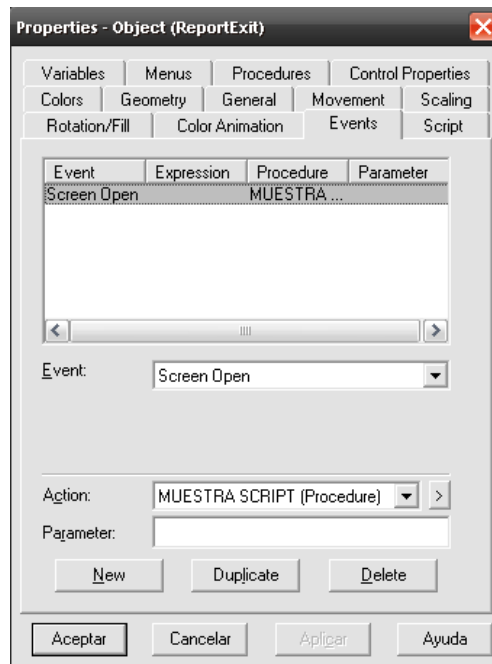 Properties - Object (ReportExit)
Variables Menus Procedures Control Properties
Colors Geometry General Movement Scaling
Rotation/Fill Color Animation Events Script
Event Expression Procedure Parameter
Screen Open MUESTRA ...
Event: Screen Open
Action: MUESTRA SCRIPT (Procedure) >
Parameter:
New Duplicate Delete
Aceptar Cancelar Aplicar Ayuda